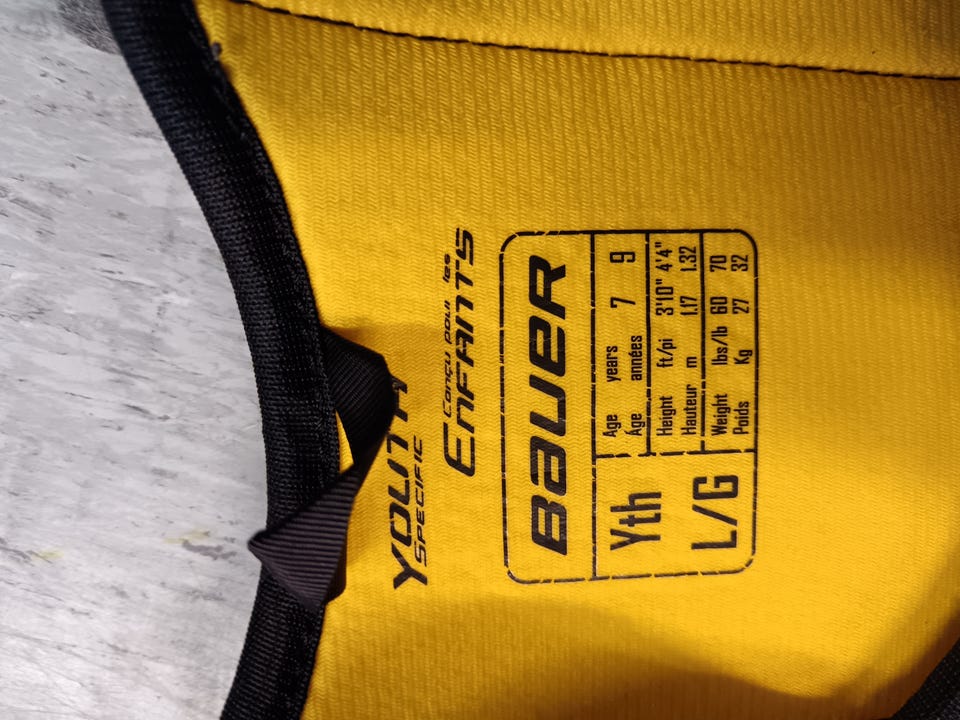 YOUTH
SPECIFIC
Conçu pour les
ENFANTS
BAUER
Yth
L/G
Age years 7 9
Âge années
Height ft/pi 3'10" 4'4"
Hauteur m 1.17 1.32
Weight lbs/lb 60 70
Poids Kg 27 32